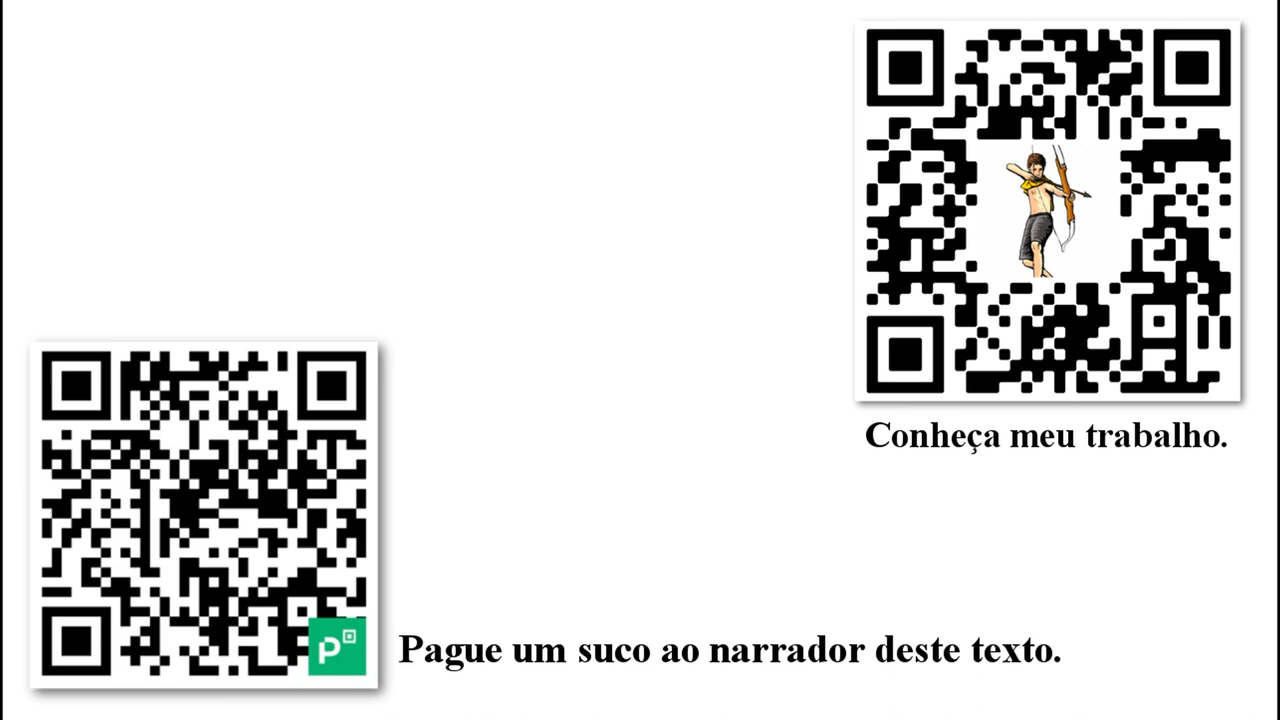 Conheça meu trabalho.
Pague um suco ao narrador deste texto.
P